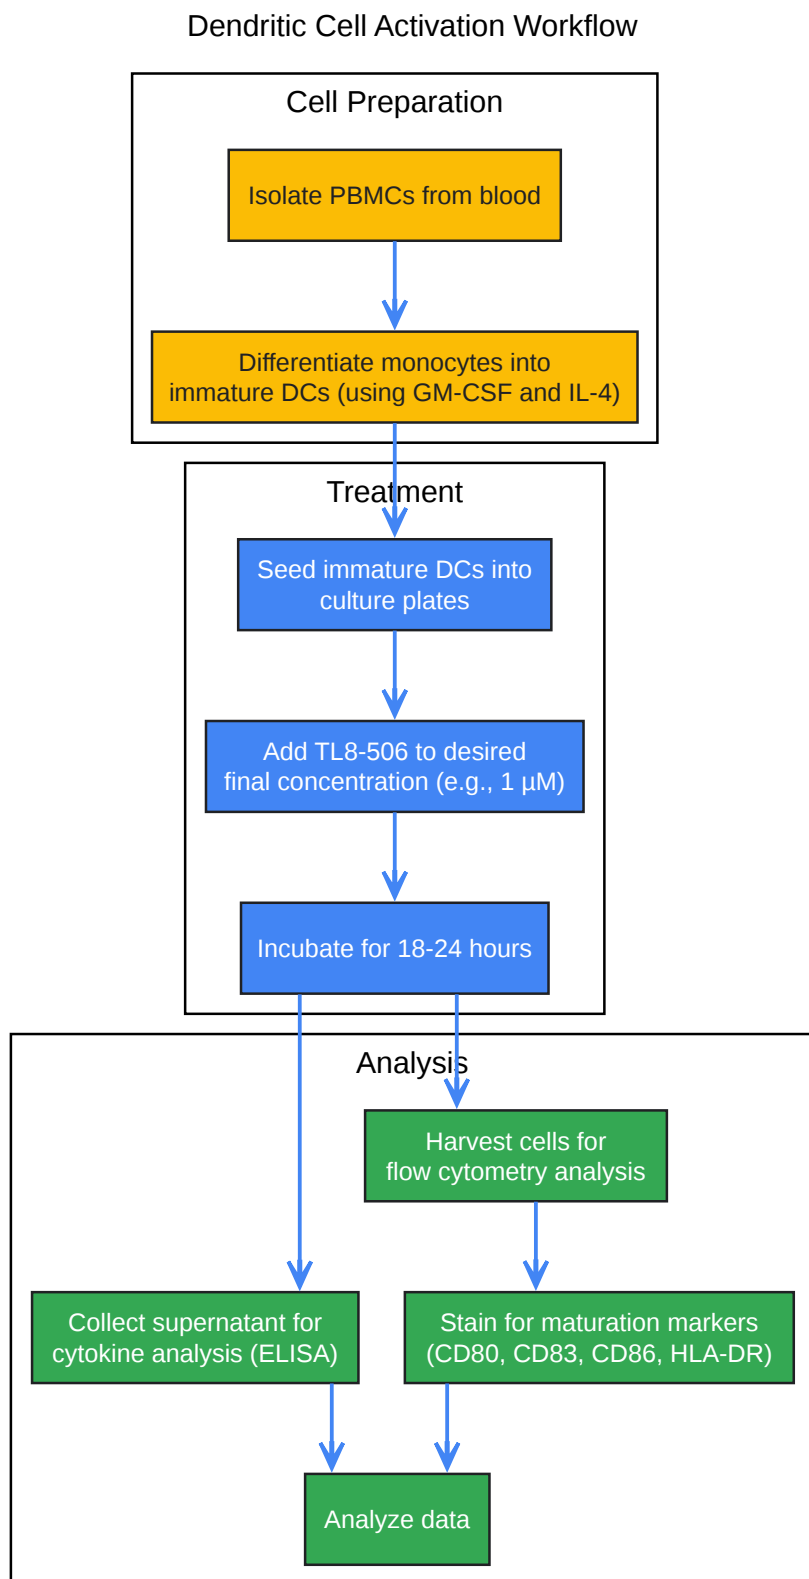 Dendritic Cell Activation Workflow
Cell Preparation
Isolate PBMCs from blood
Differentiate monocytes into
immature DCs (using GM-CSF and IL-4)
Treatment
Seed immature DCs into
culture plates
Add TL8-506 to desired
final concentration (e.g., 1 µM)
Incubate for 18-24 hours
Analysis
Harvest cells for
flow cytometry analysis
Collect supernatant for
cytokine analysis (ELISA)
Stain for maturation markers
(CD80, CD83, CD86, HLA-DR)
Analyze data